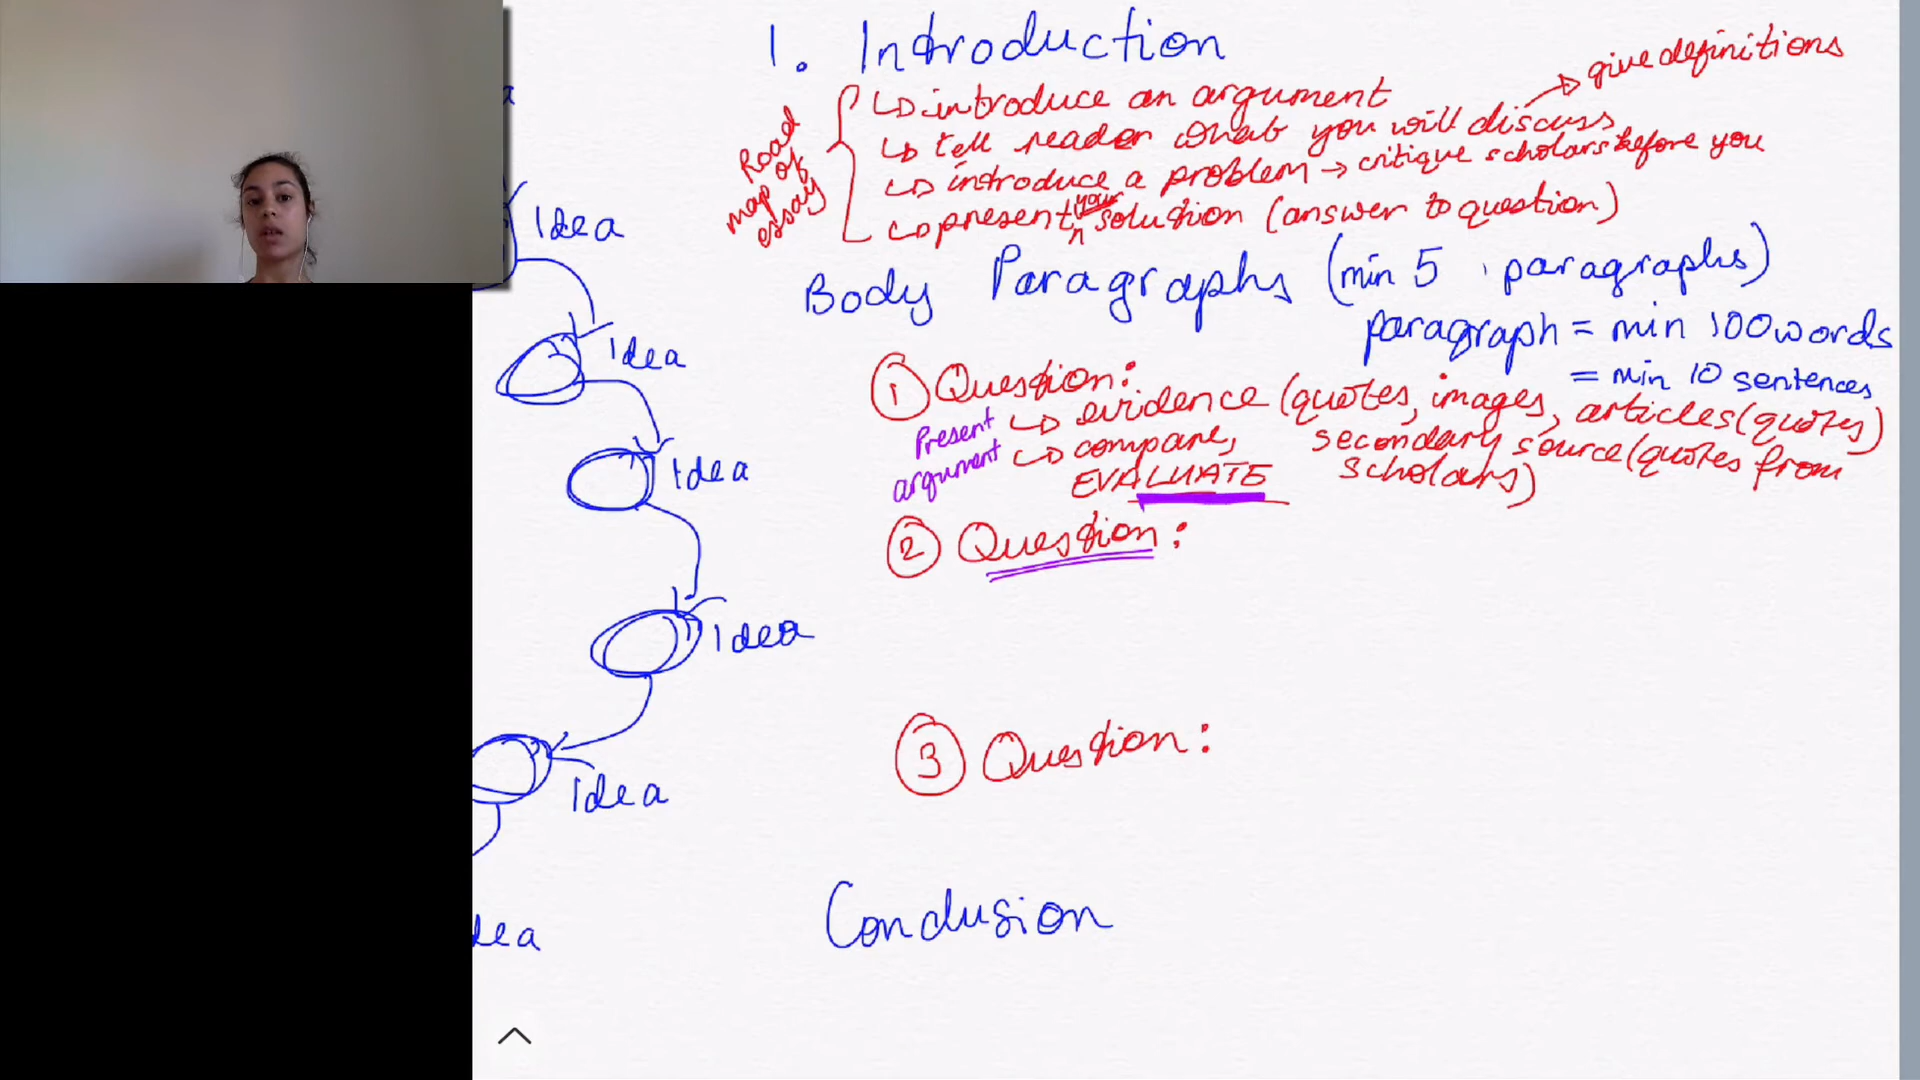 1. Introduction
↳ introduce an argument
↳ tell reader what you will discuss → give definitions
↳ introduce a problem → critique scholars before you
↳ present your solution (answer to question)
Road
map of
essay
Body Paragraphs (min 5 paragraphs)
paragraph = min 100 words
= min 10 sentences
① Question:
↳ evidence (quotes, images, articles (quotes)
secondary source (quotes from
scholars)
↳ compare,
EVALUATE
Present
argument
② Question:
③ Question:
Conclusion
Idea
Idea
Idea
Idea
Idea
dea